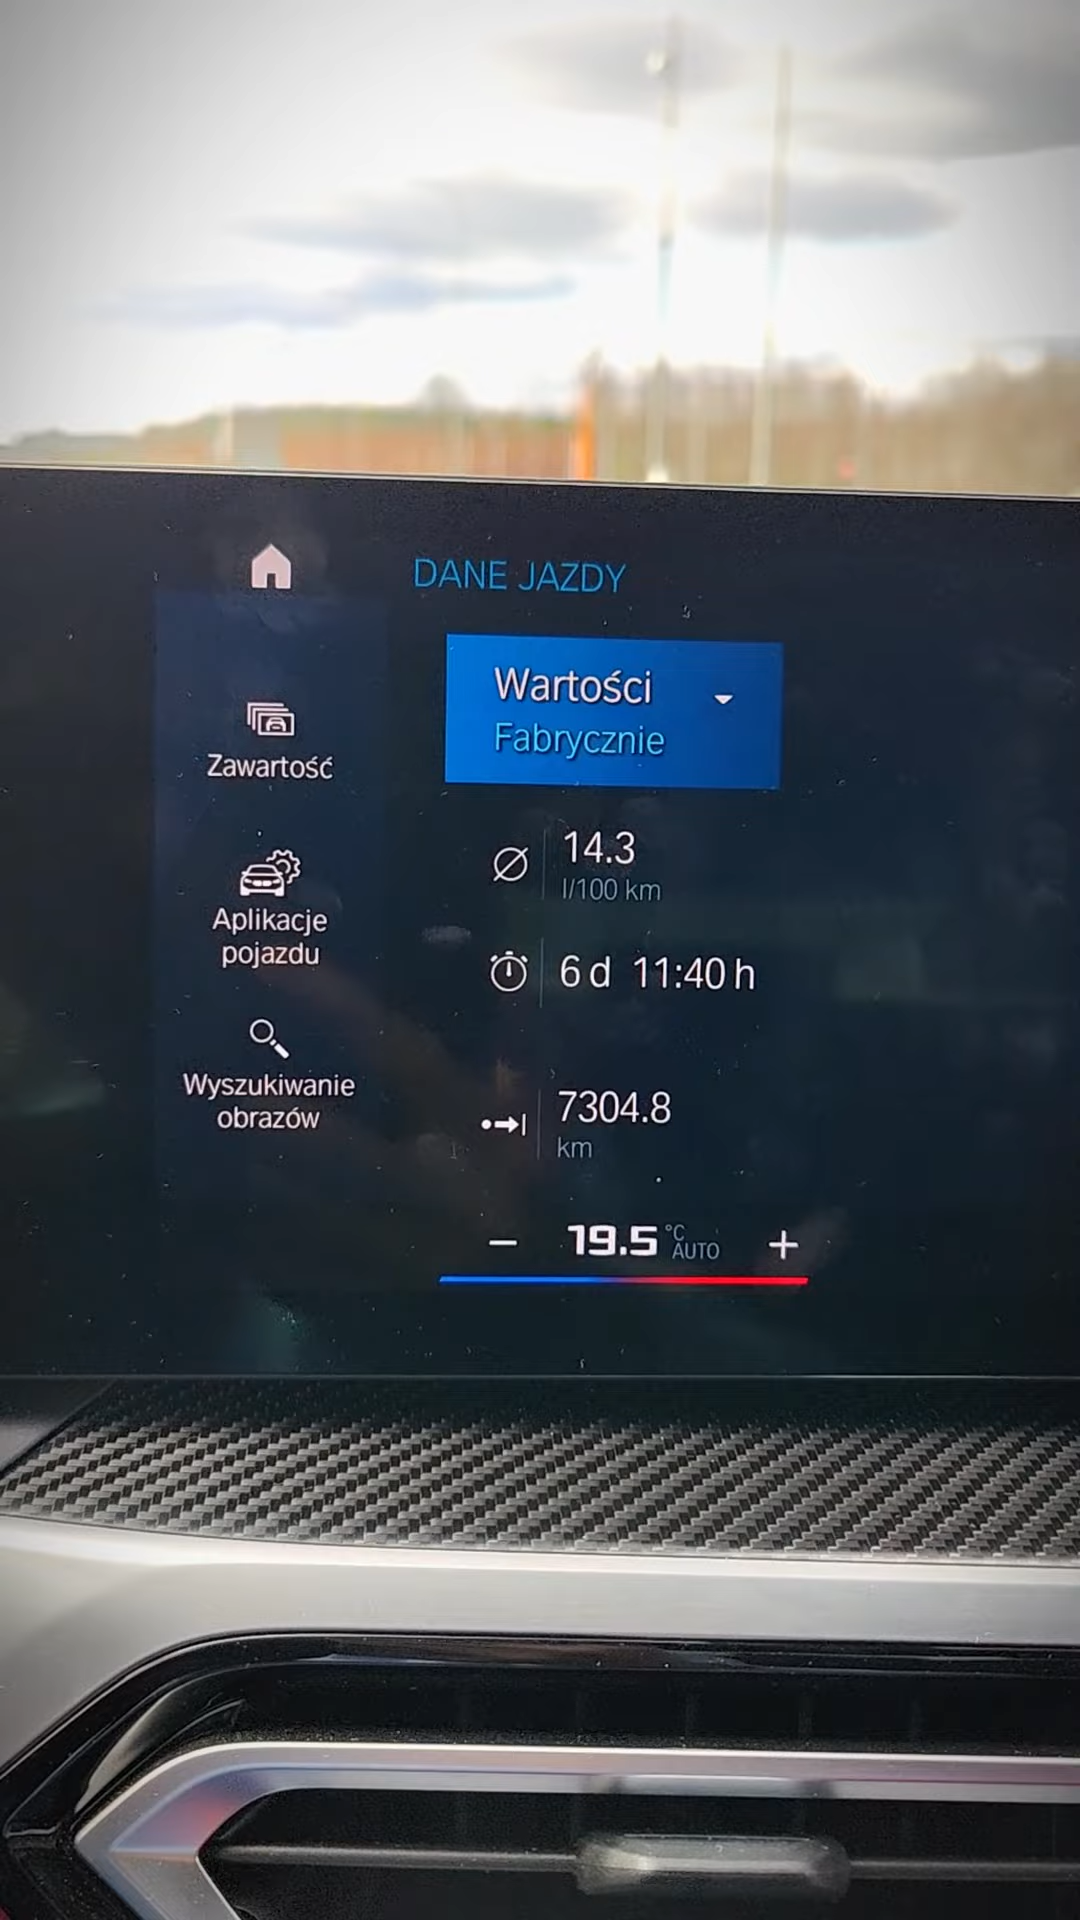 DANE JAZDY
Wartości
Fabrycznie
Zawartość
Aplikacje
pojazdu
Wyszukiwanie
obrazów
14.3
l/100 km
6 d 11:40 h
7304.8
km
− 19.5 °C AUTO +